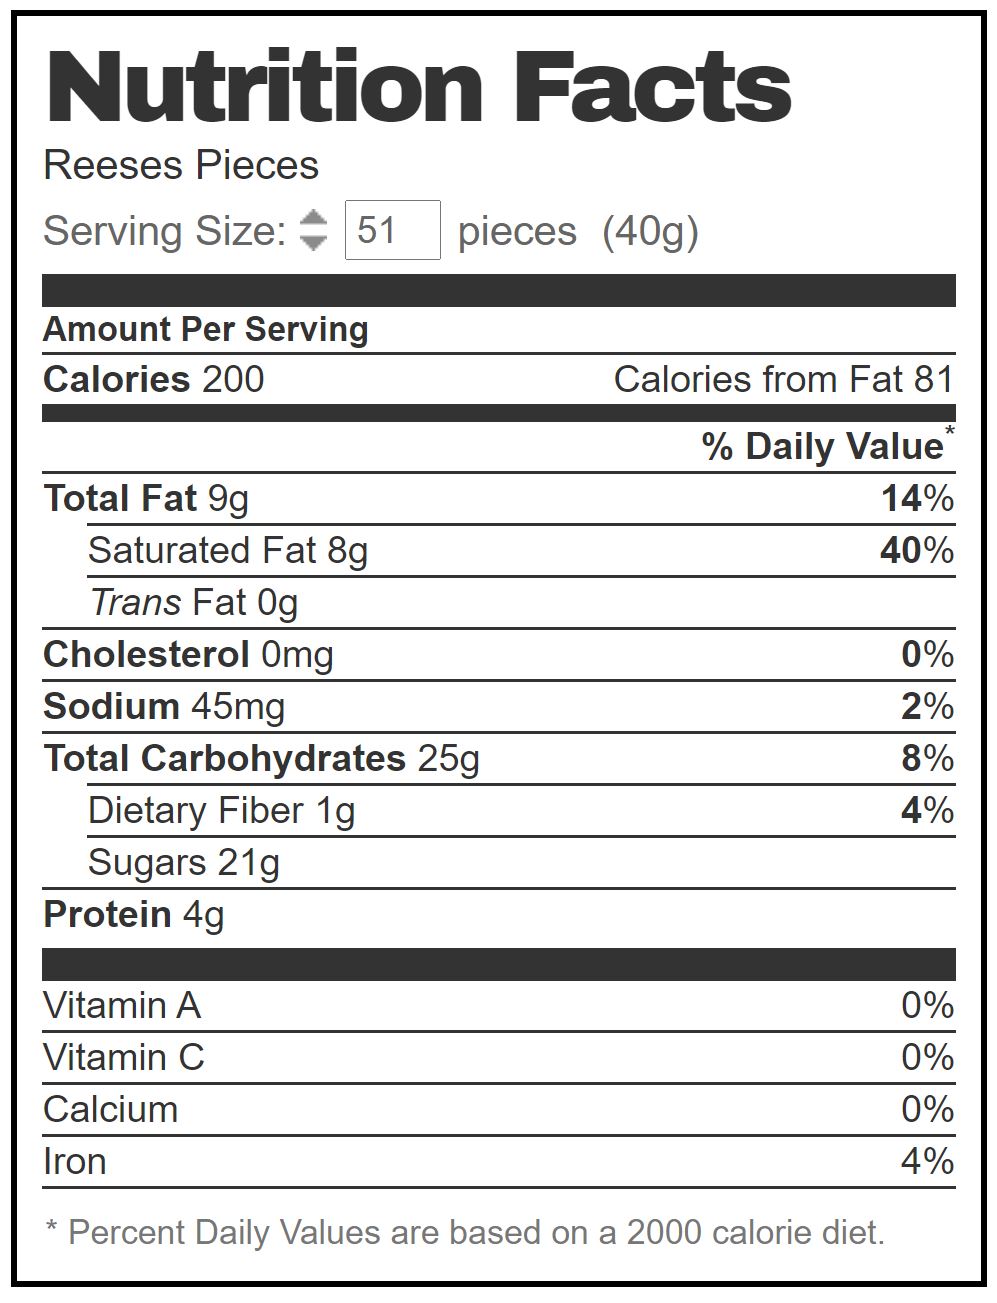 Nutrition Facts
Reeses Pieces
Serving Size: 51 pieces (40g)
Amount Per Serving
Calories 200 Calories from Fat 81
% Daily Value*
Total Fat 9g 14%
Saturated Fat 8g 40%
Trans Fat 0g
Cholesterol 0mg 0%
Sodium 45mg 2%
Total Carbohydrates 25g 8%
Dietary Fiber 1g 4%
Sugars 21g
Protein 4g
Vitamin A 0%
Vitamin C 0%
Calcium 0%
Iron 4%
* Percent Daily Values are based on a 2000 calorie diet.